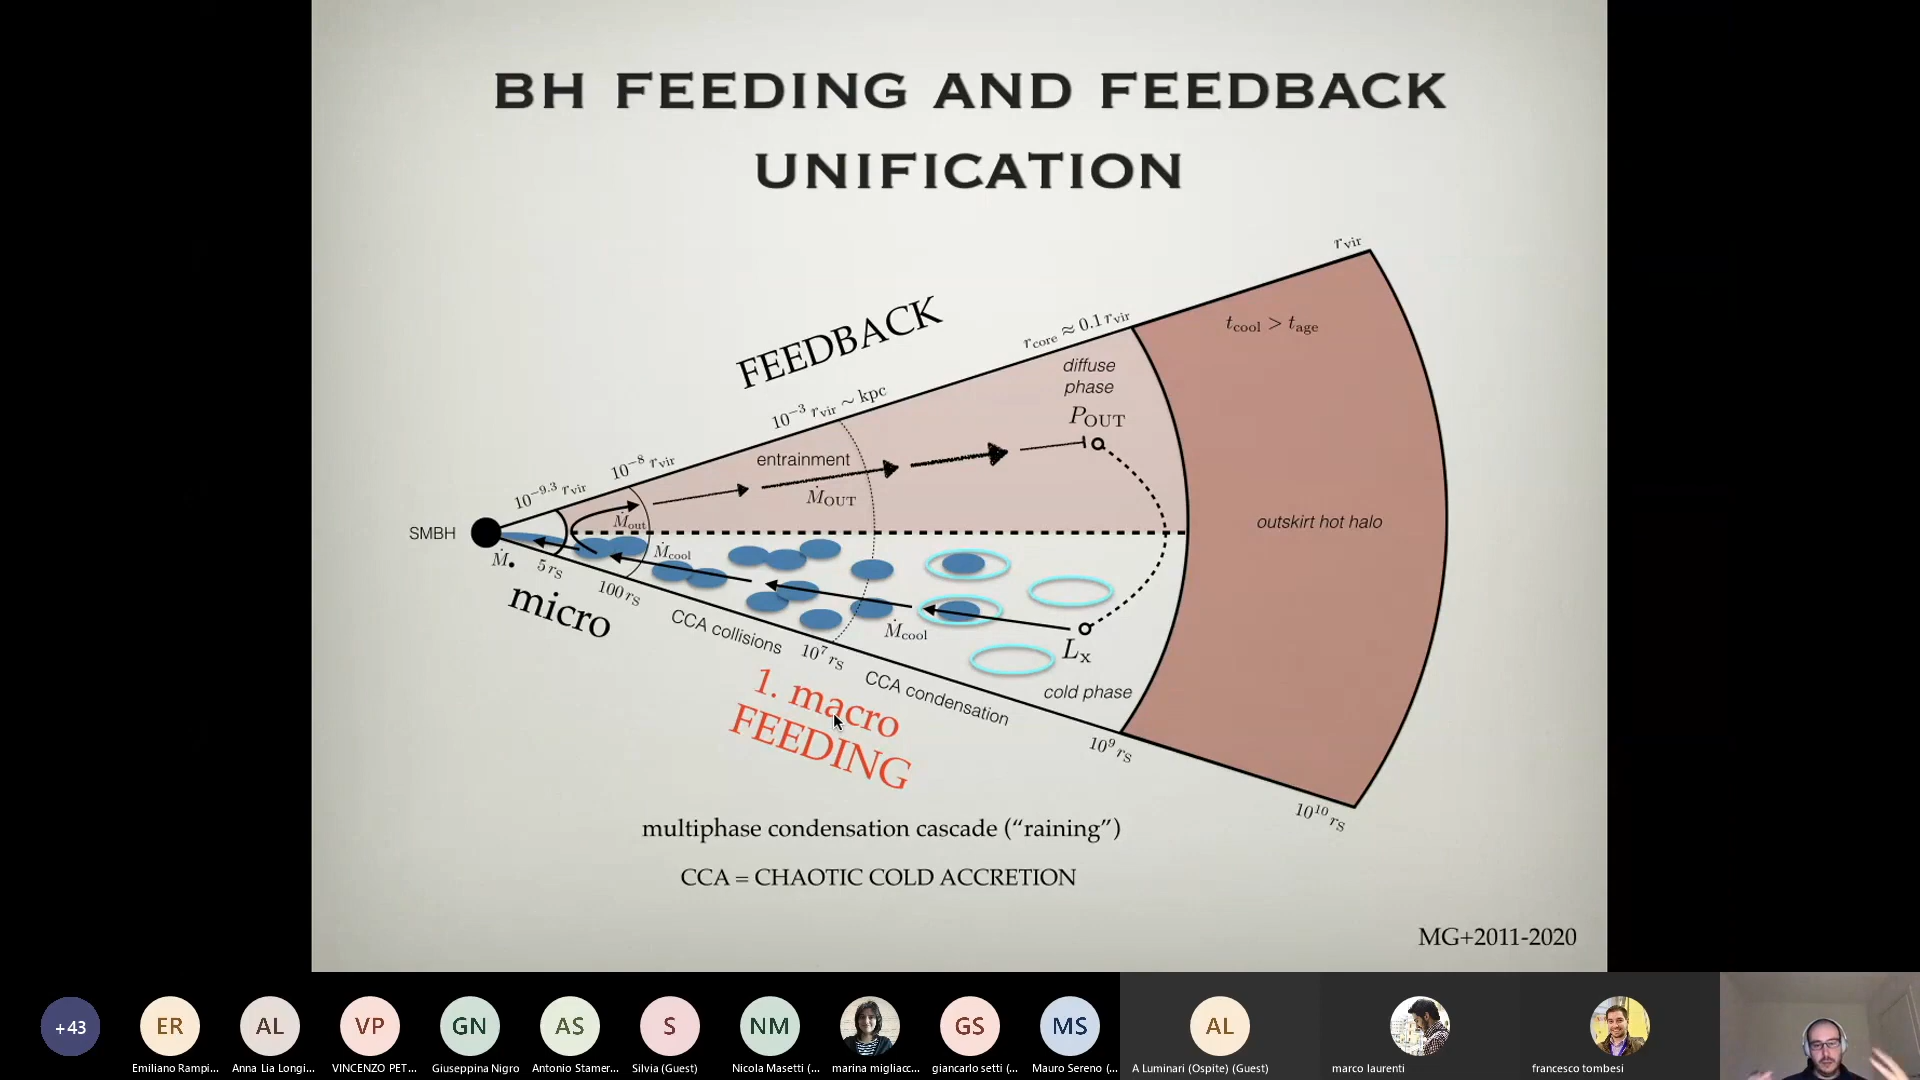 BH FEEDING AND FEEDBACK
UNIFICATION
r_vir
t_cool > t_age
FEEDBACK
r_core ≈ 0.1 r_vir
diffuse
phase
P_OUT
10^−3 r_vir ∼ kpc
entrainment
Ṁ_OUT
10^−8 r_vir
10^−9.3 r_vir
Ṁ_out
SMBH
outskirt hot halo
Ṁ_cool
Ṁ_•
5 r_S
100 r_S
micro
CCA collisions
Ṁ_cool
10^7 r_S
L_x
CCA condensation
cold phase
1. macro
FEEDING
10^9 r_S
10^10 r_S
multiphase condensation cascade (“raining”)
CCA = CHAOTIC COLD ACCRETION
MG+2011-2020
+43
ER
AL
VP
GN
AS
S
NM
GS
MS
AL
Emiliano Rampi...
Anna Lia Longi...
VINCENZO PET...
Giuseppina Nigro
Antonio Stamer...
Silvia (Guest)
Nicola Masetti (...
marina migliacc...
giancarlo setti (...
Mauro Sereno (...
A Luminari (Ospite) (Guest)
marco laurenti
francesco tombesi